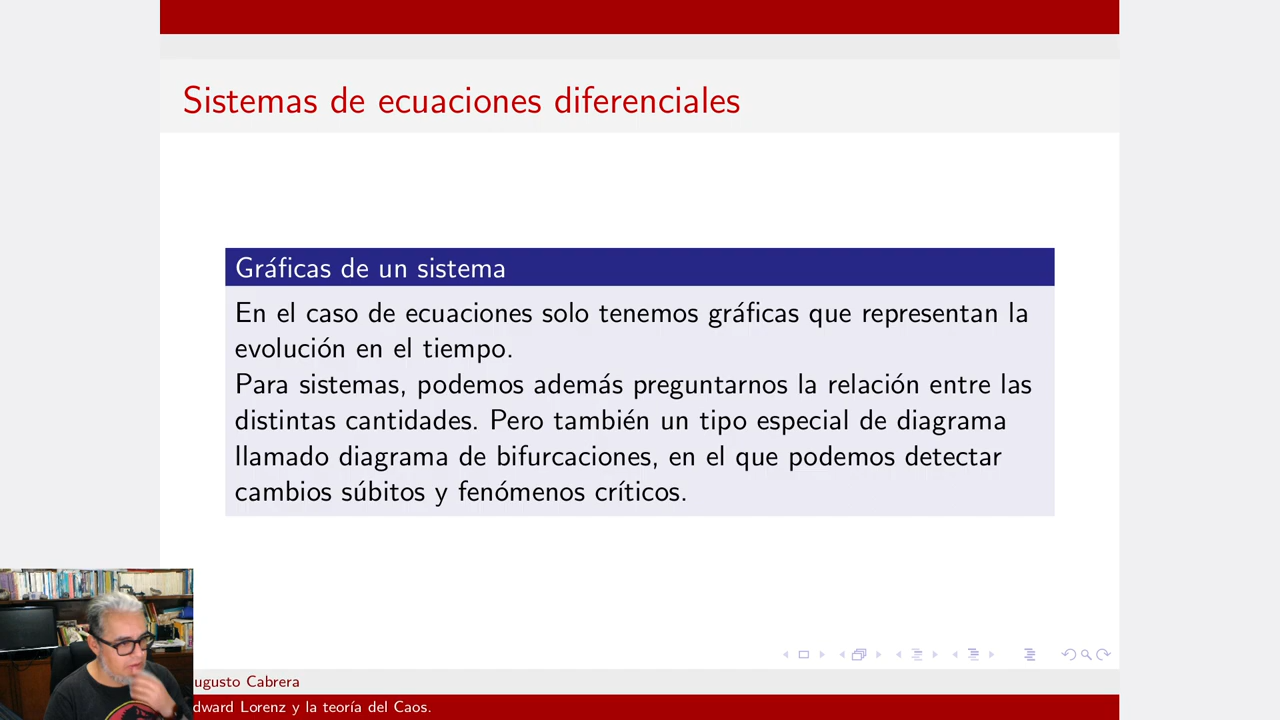 Sistemas de ecuaciones diferenciales
Gráficas de un sistema
En el caso de ecuaciones solo tenemos gráficas que representan la
evolución en el tiempo.
Para sistemas, podemos además preguntarnos la relación entre las
distintas cantidades. Pero también un tipo especial de diagrama
llamado diagrama de bifurcaciones, en el que podemos detectar
cambios súbitos y fenómenos críticos.
ugusto Cabrera
dward Lorenz y la teoría del Caos.